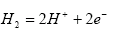 H₂ = 2H⁺ + 2e⁻